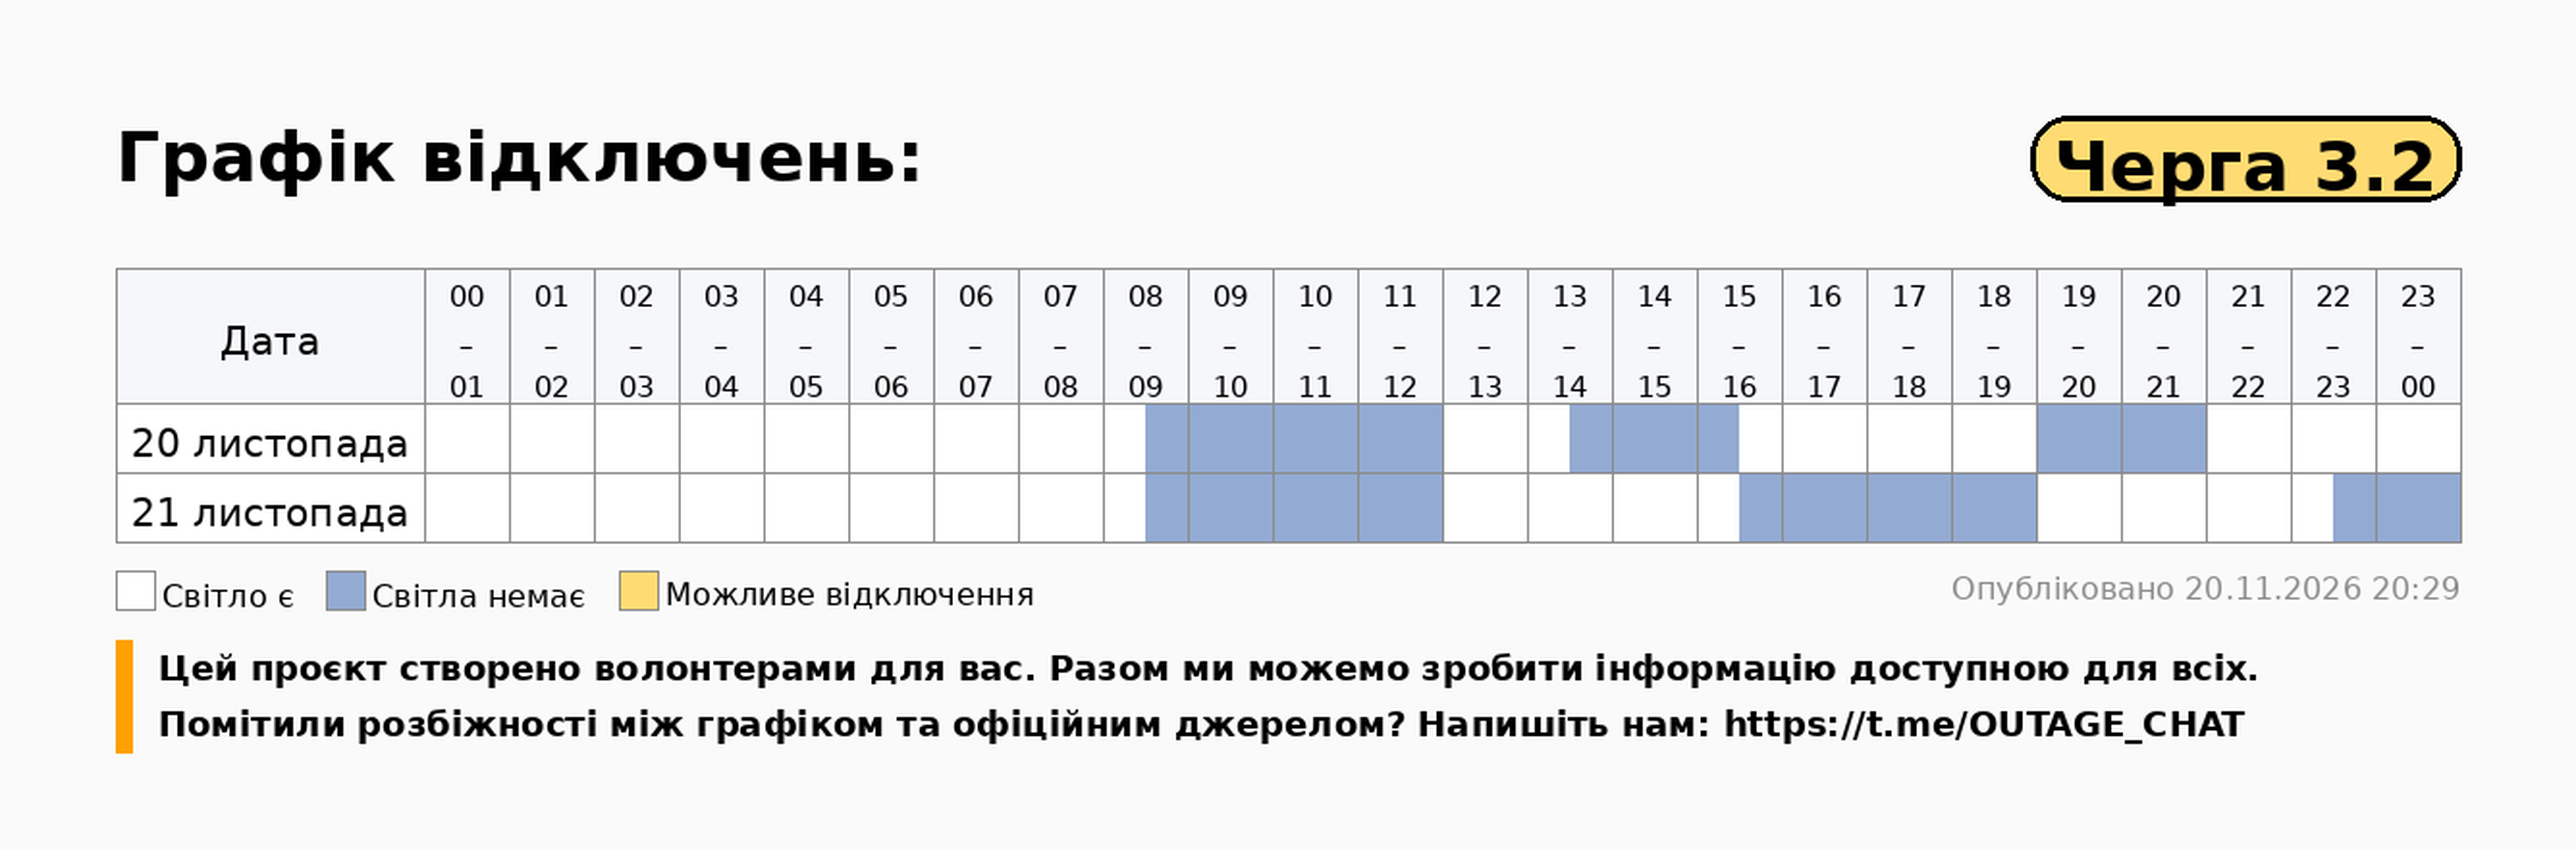 Графік відключень:
Черга 3.2
Дата
00 – 01
01 – 02
02 – 03
03 – 04
04 – 05
05 – 06
06 – 07
07 – 08
08 – 09
09 – 10
10 – 11
11 – 12
12 – 13
13 – 14
14 – 15
15 – 16
16 – 17
17 – 18
18 – 19
19 – 20
20 – 21
21 – 22
22 – 23
23 – 00
20 листопада
21 листопада
Світло є
Світла немає
Можливе відключення
Опубліковано 20.11.2026 20:29
Цей проєкт створено волонтерами для вас. Разом ми можемо зробити інформацію доступною для всіх.
Помітили розбіжності між графіком та офіційним джерелом? Напишіть нам: https://t.me/OUTAGE_CHAT